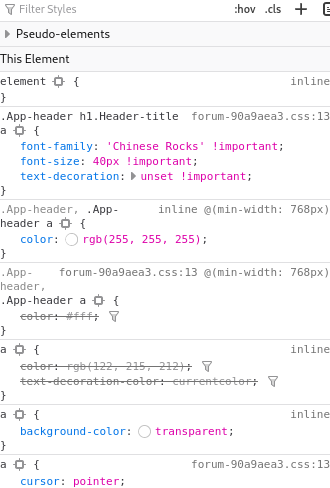 Filter Styles :hov .cls +
Pseudo-elements
This Element
element { inline
}
.App-header h1.Header-title forum-90a9aea3.css:13
a { 
font-family: 'Chinese Rocks' !important;
font-size: 40px !important;
text-decoration: unset !important;
}
.App-header, .App- inline @(min-width: 768px)
header a {
color: rgb(255, 255, 255);
}
.App- forum-90a9aea3.css:13 @(min-width: 768px)
header,
.App-header a {
color: #fff;
}
a { inline
color: rgb(122, 215, 212);
text-decoration-color: currentcolor;
}
a { inline
background-color: transparent;
}
a { forum-90a9aea3.css:13
cursor: pointer;